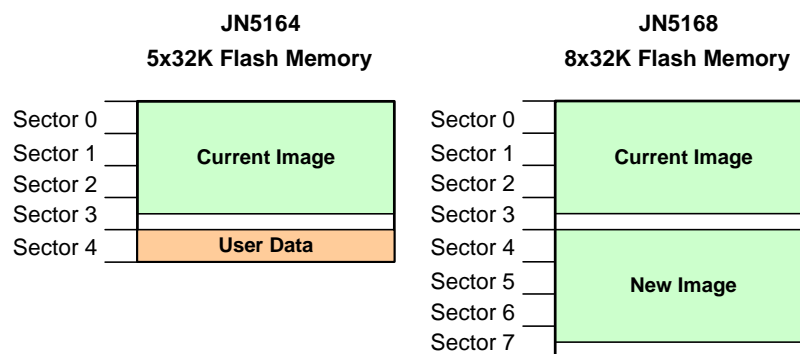 JN5164
5x32K Flash Memory
Sector 0
Sector 1
Sector 2
Sector 3
Sector 4
Current Image
User Data
JN5168
8x32K Flash Memory
Sector 0
Sector 1
Sector 2
Sector 3
Sector 4
Sector 5
Sector 6
Sector 7
Current Image
New Image